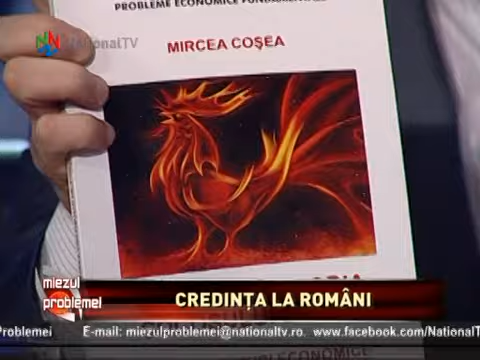 PROBLEME ECONOMICE FUNDAMENTALE
NationalTV
MIRCEA COȘEA
miezul
problemei
CREDINȚA LA ROMÂNI
Problemei E-mail: miezulproblemei@nationaltv.ro. www.facebook.com/NationalT